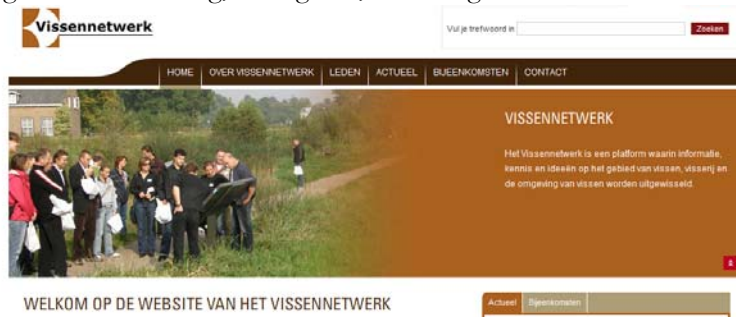 Vissennetwerk
Vul je trefwoord in
Zoeken
HOME OVER VISSENNETWERK LEDEN ACTUEEL BIJEENKOMSTEN CONTACT
VISSENNETWERK
Het Vissennetwerk is een platform waarin informatie,
kennis en ideeën op het gebied van vissen, visserij en
de omgeving van vissen worden uitgewisseld.
WELKOM OP DE WEBSITE VAN HET VISSENNETWERK
Actueel Bijeenkomsten